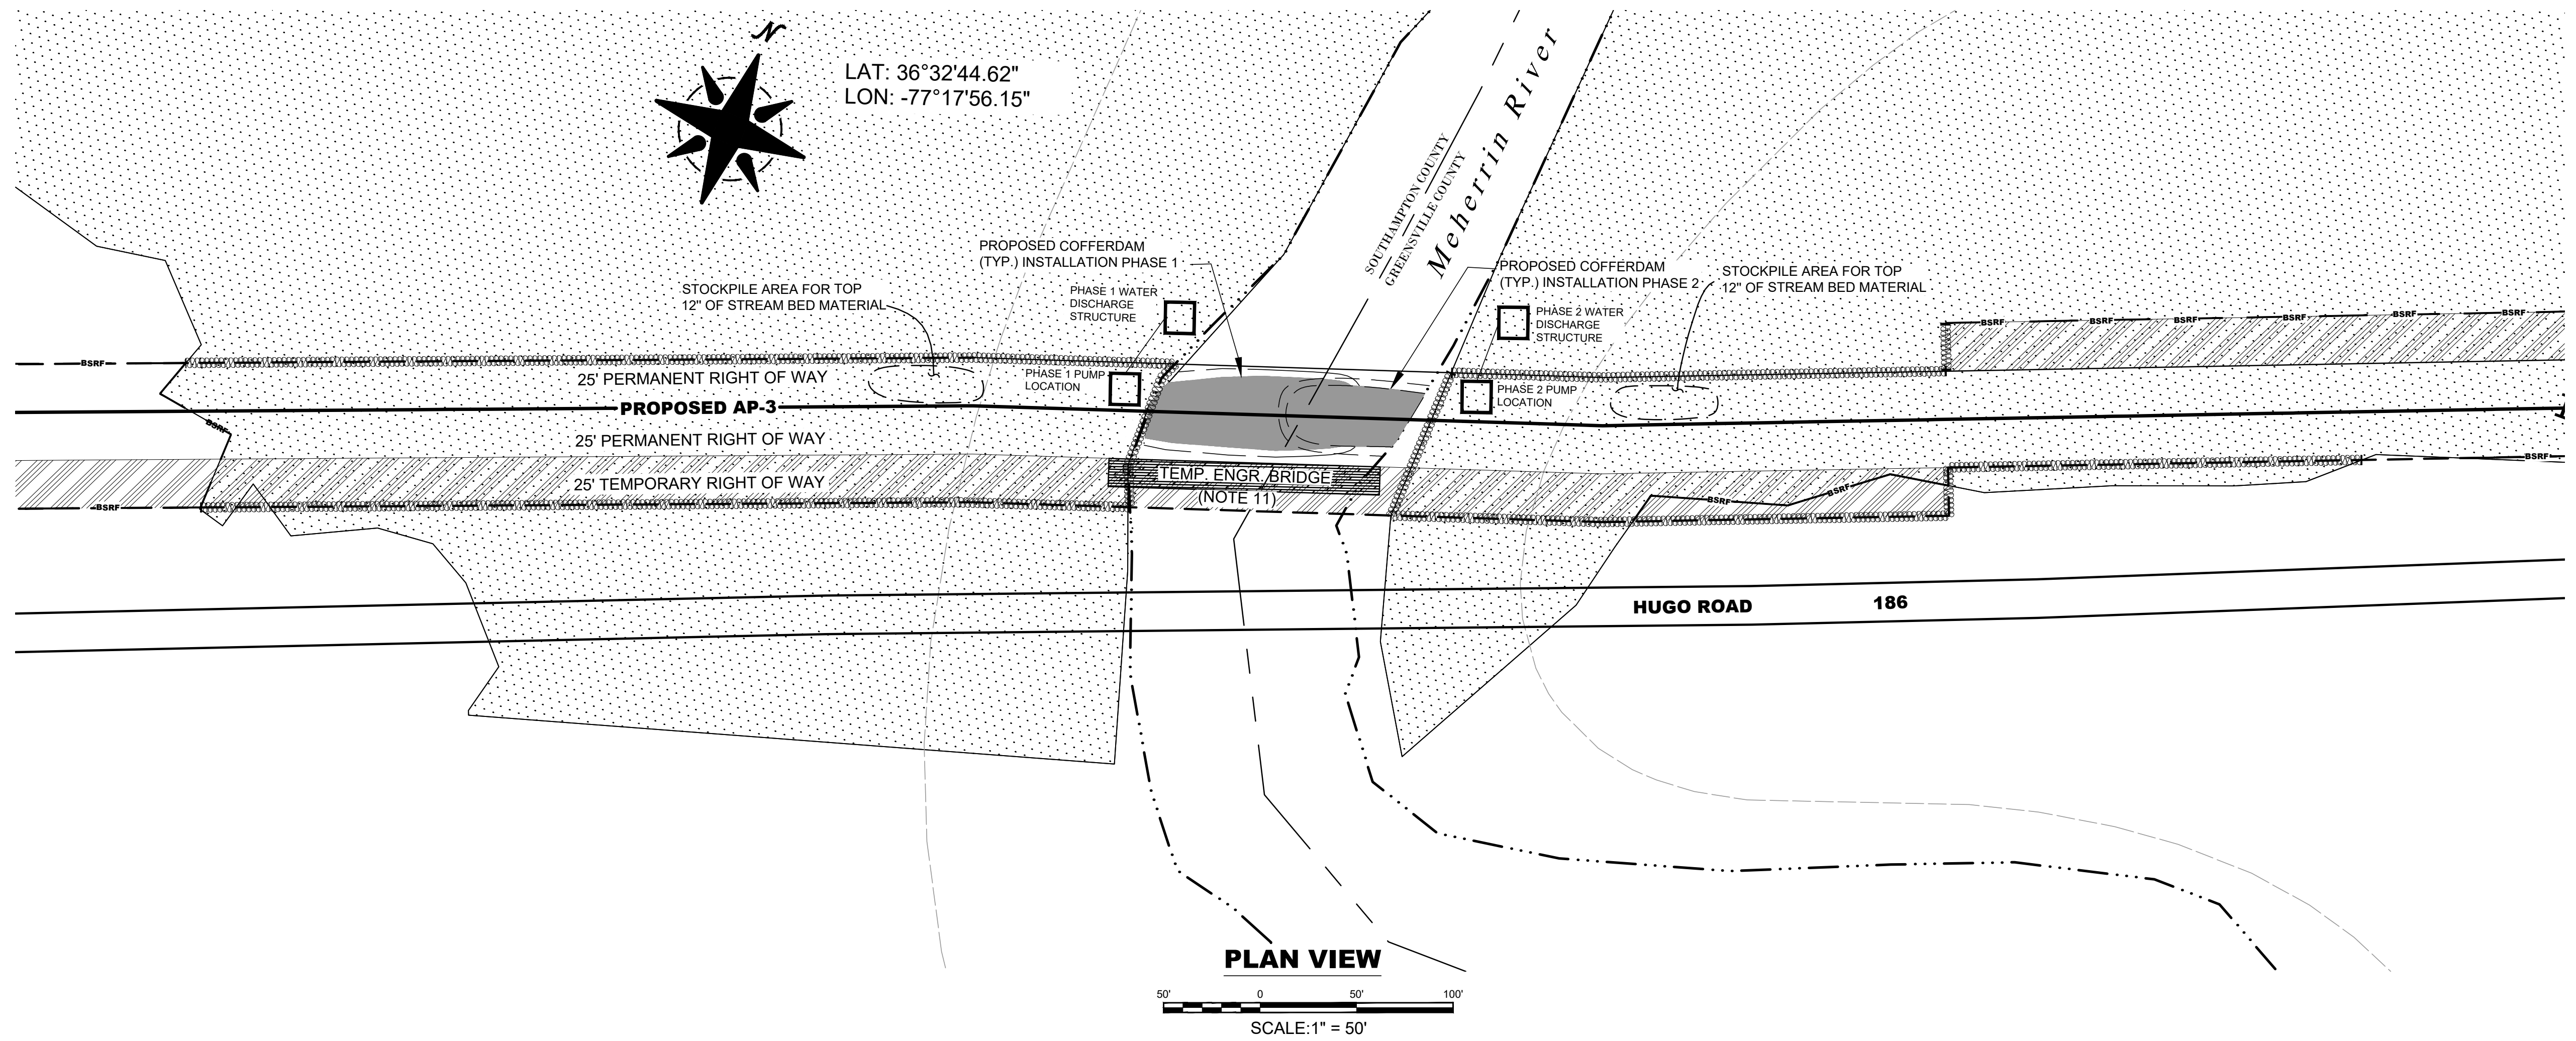 N
LAT: 36°32'44.62"
LON: -77°17'56.15"
SOUTHAMPTON COUNTY
GREENSVILLE COUNTY
Meherrin River
PROPOSED COFFERDAM
(TYP.) INSTALLATION PHASE 1
PROPOSED COFFERDAM
(TYP.) INSTALLATION PHASE 2
STOCKPILE AREA FOR TOP
12" OF STREAM BED MATERIAL
STOCKPILE AREA FOR TOP
12" OF STREAM BED MATERIAL
PHASE 1 WATER
DISCHARGE
STRUCTURE
PHASE 2 WATER
DISCHARGE
STRUCTURE
BSRF
BSRF
BSRF
BSRF
BSRF
BSRF
BSRF
25' PERMANENT RIGHT OF WAY
PHASE 1 PUMP
LOCATION
PHASE 2 PUMP
LOCATION
PROPOSED AP-3
BSRF
25' PERMANENT RIGHT OF WAY
BSRF
TEMP. ENGR. BRIDGE
(NOTE 11)
25' TEMPORARY RIGHT OF WAY
BSRF
BSRF
BSRF
HUGO ROAD 186
PLAN VIEW
50' 0 50' 100'
SCALE:1" = 50'